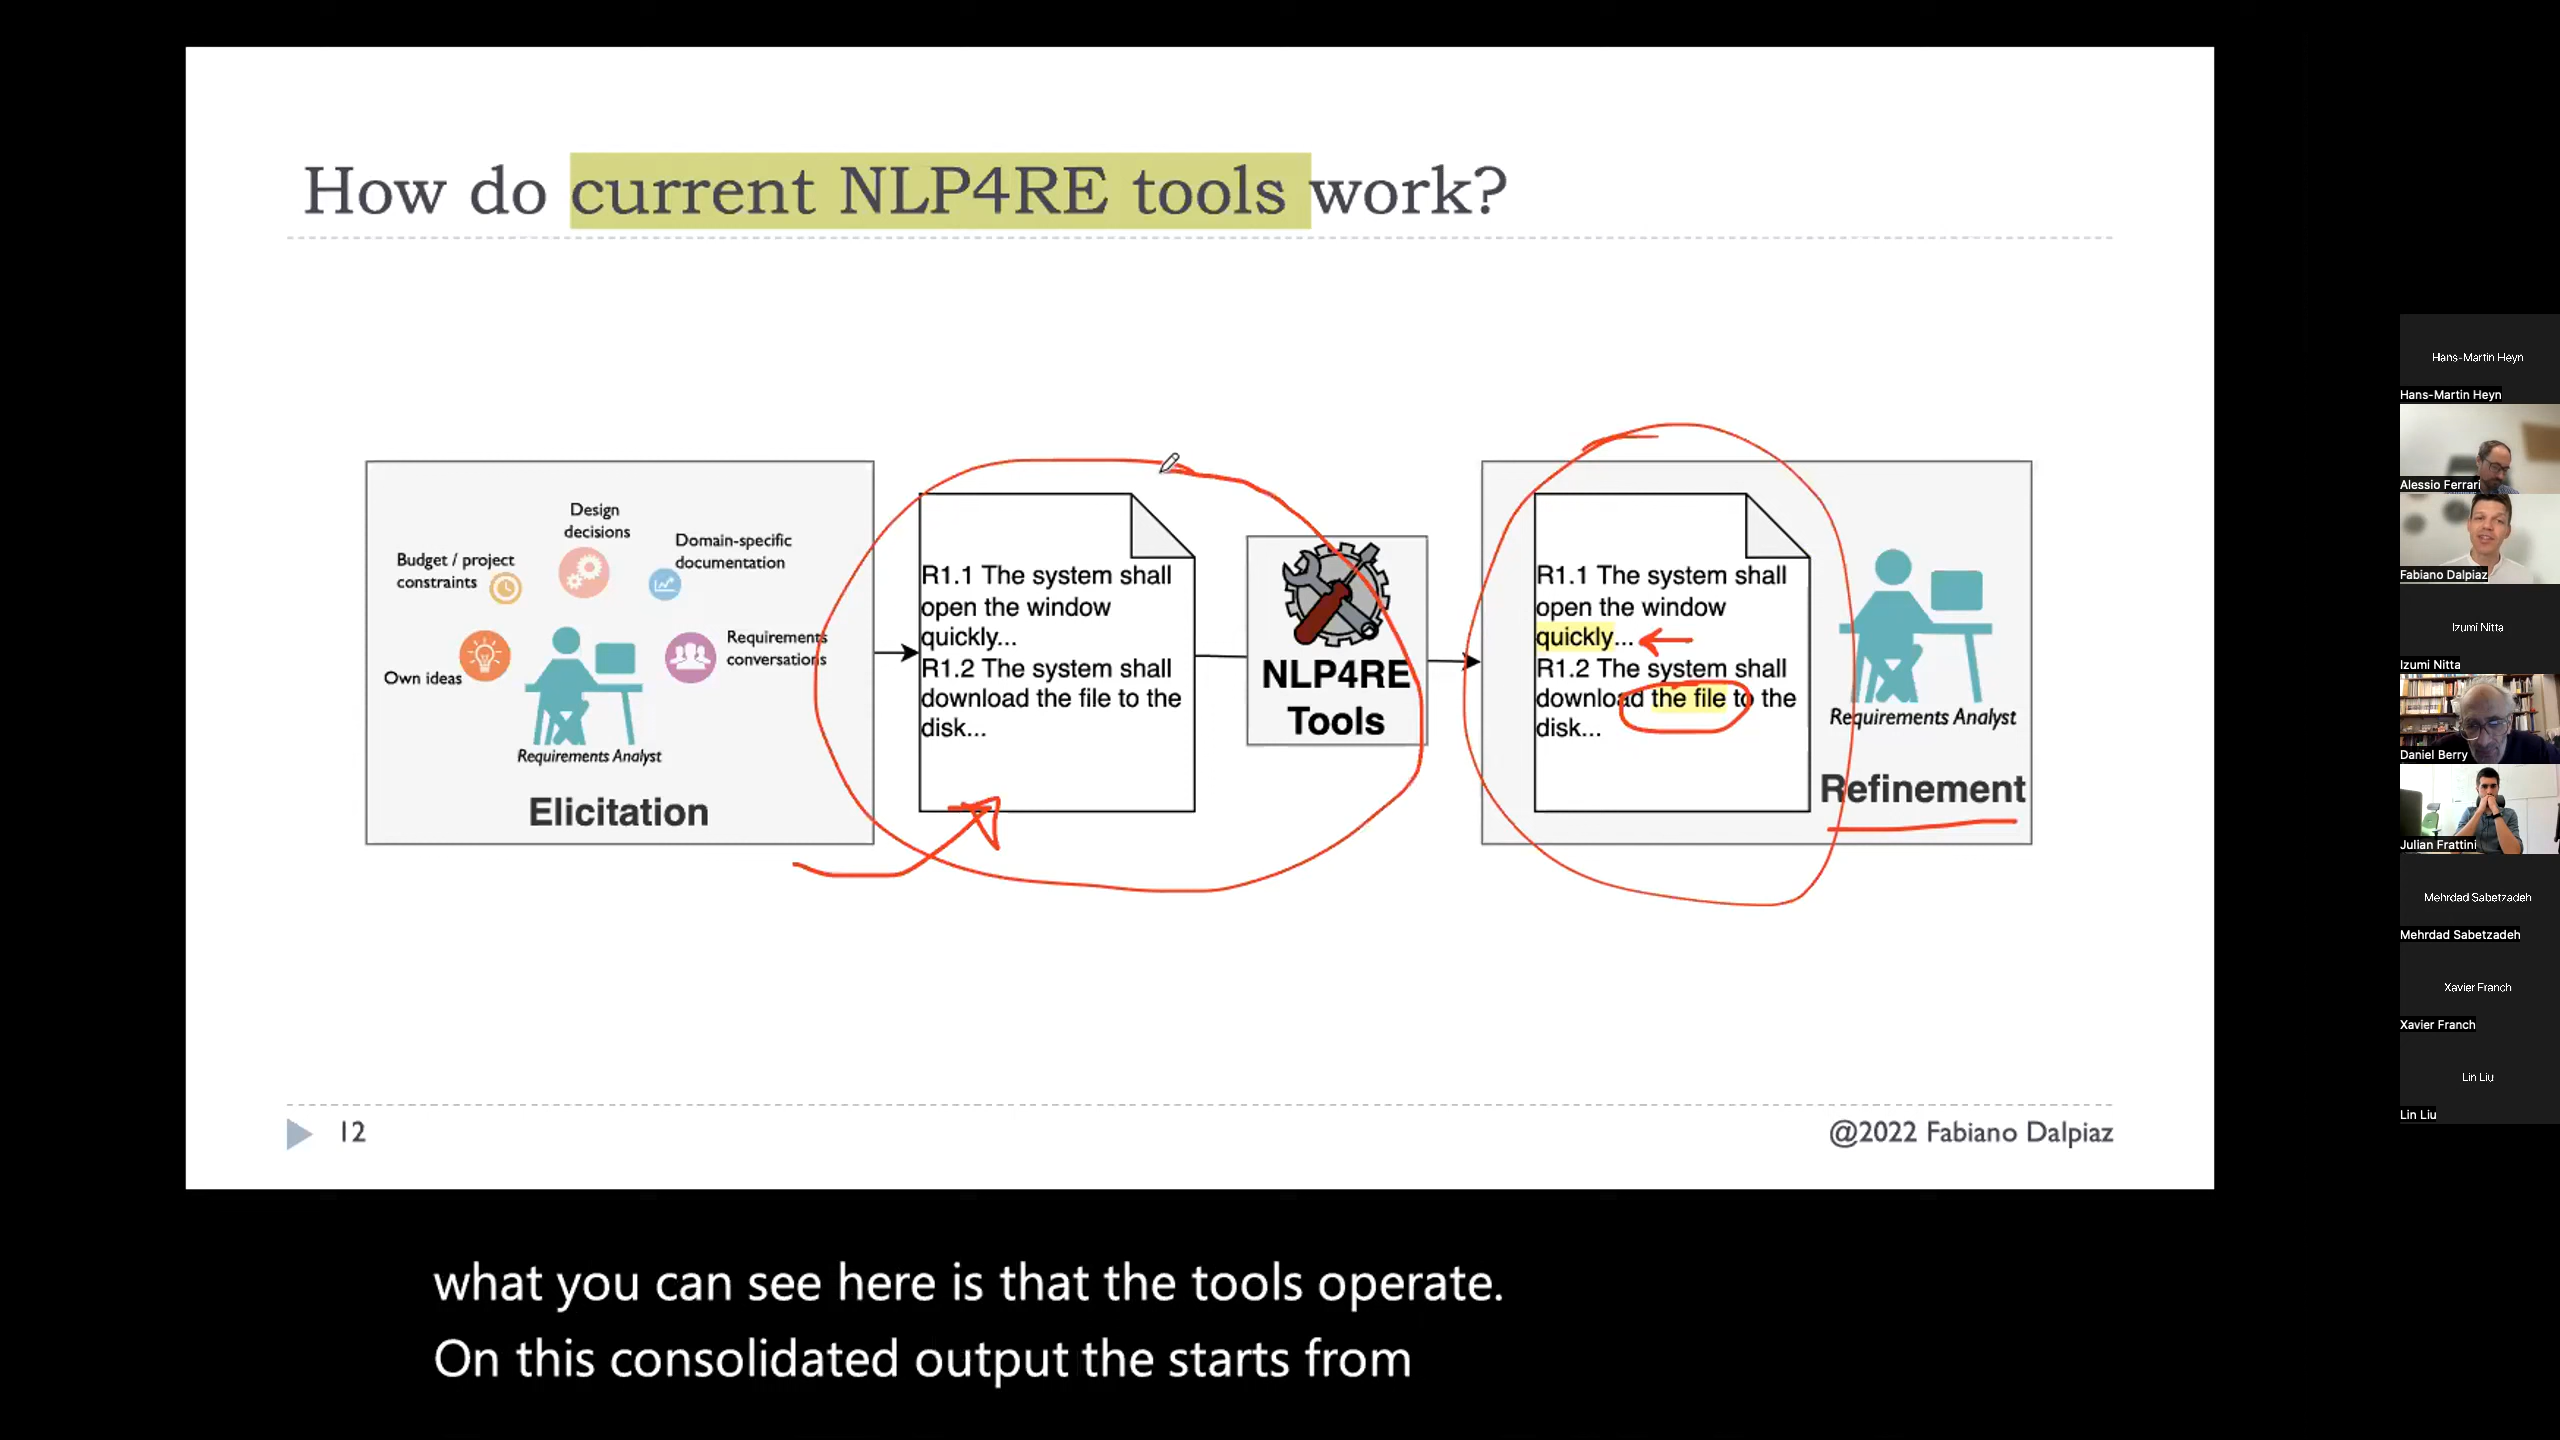 How do current NLP4RE tools work?
Design
decisions
Budget / project
constraints
Domain-specific
documentation
Requirements
conversations
Own ideas
Requirements Analyst
Elicitation
R1.1 The system shall
open the window
quickly...
R1.2 The system shall
download the file to the
disk...
NLP4RE
Tools
R1.1 The system shall
open the window
quickly...
R1.2 The system shall
download the file to the
disk...
Requirements Analyst
Refinement
12
@2022 Fabiano Dalpiaz
Hans-Martin Heyn
Hans-Martin Heyn
Alessio Ferrari
Fabiano Dalpiaz
Izumi Nitta
Izumi Nitta
Daniel Berry
Julian Frattini
Mehrdad Sabetzadeh
Mehrdad Sabetzadeh
Xavier Franch
Xavier Franch
Lin Liu
Lin Liu
what you can see here is that the tools operate.
On this consolidated output the starts from